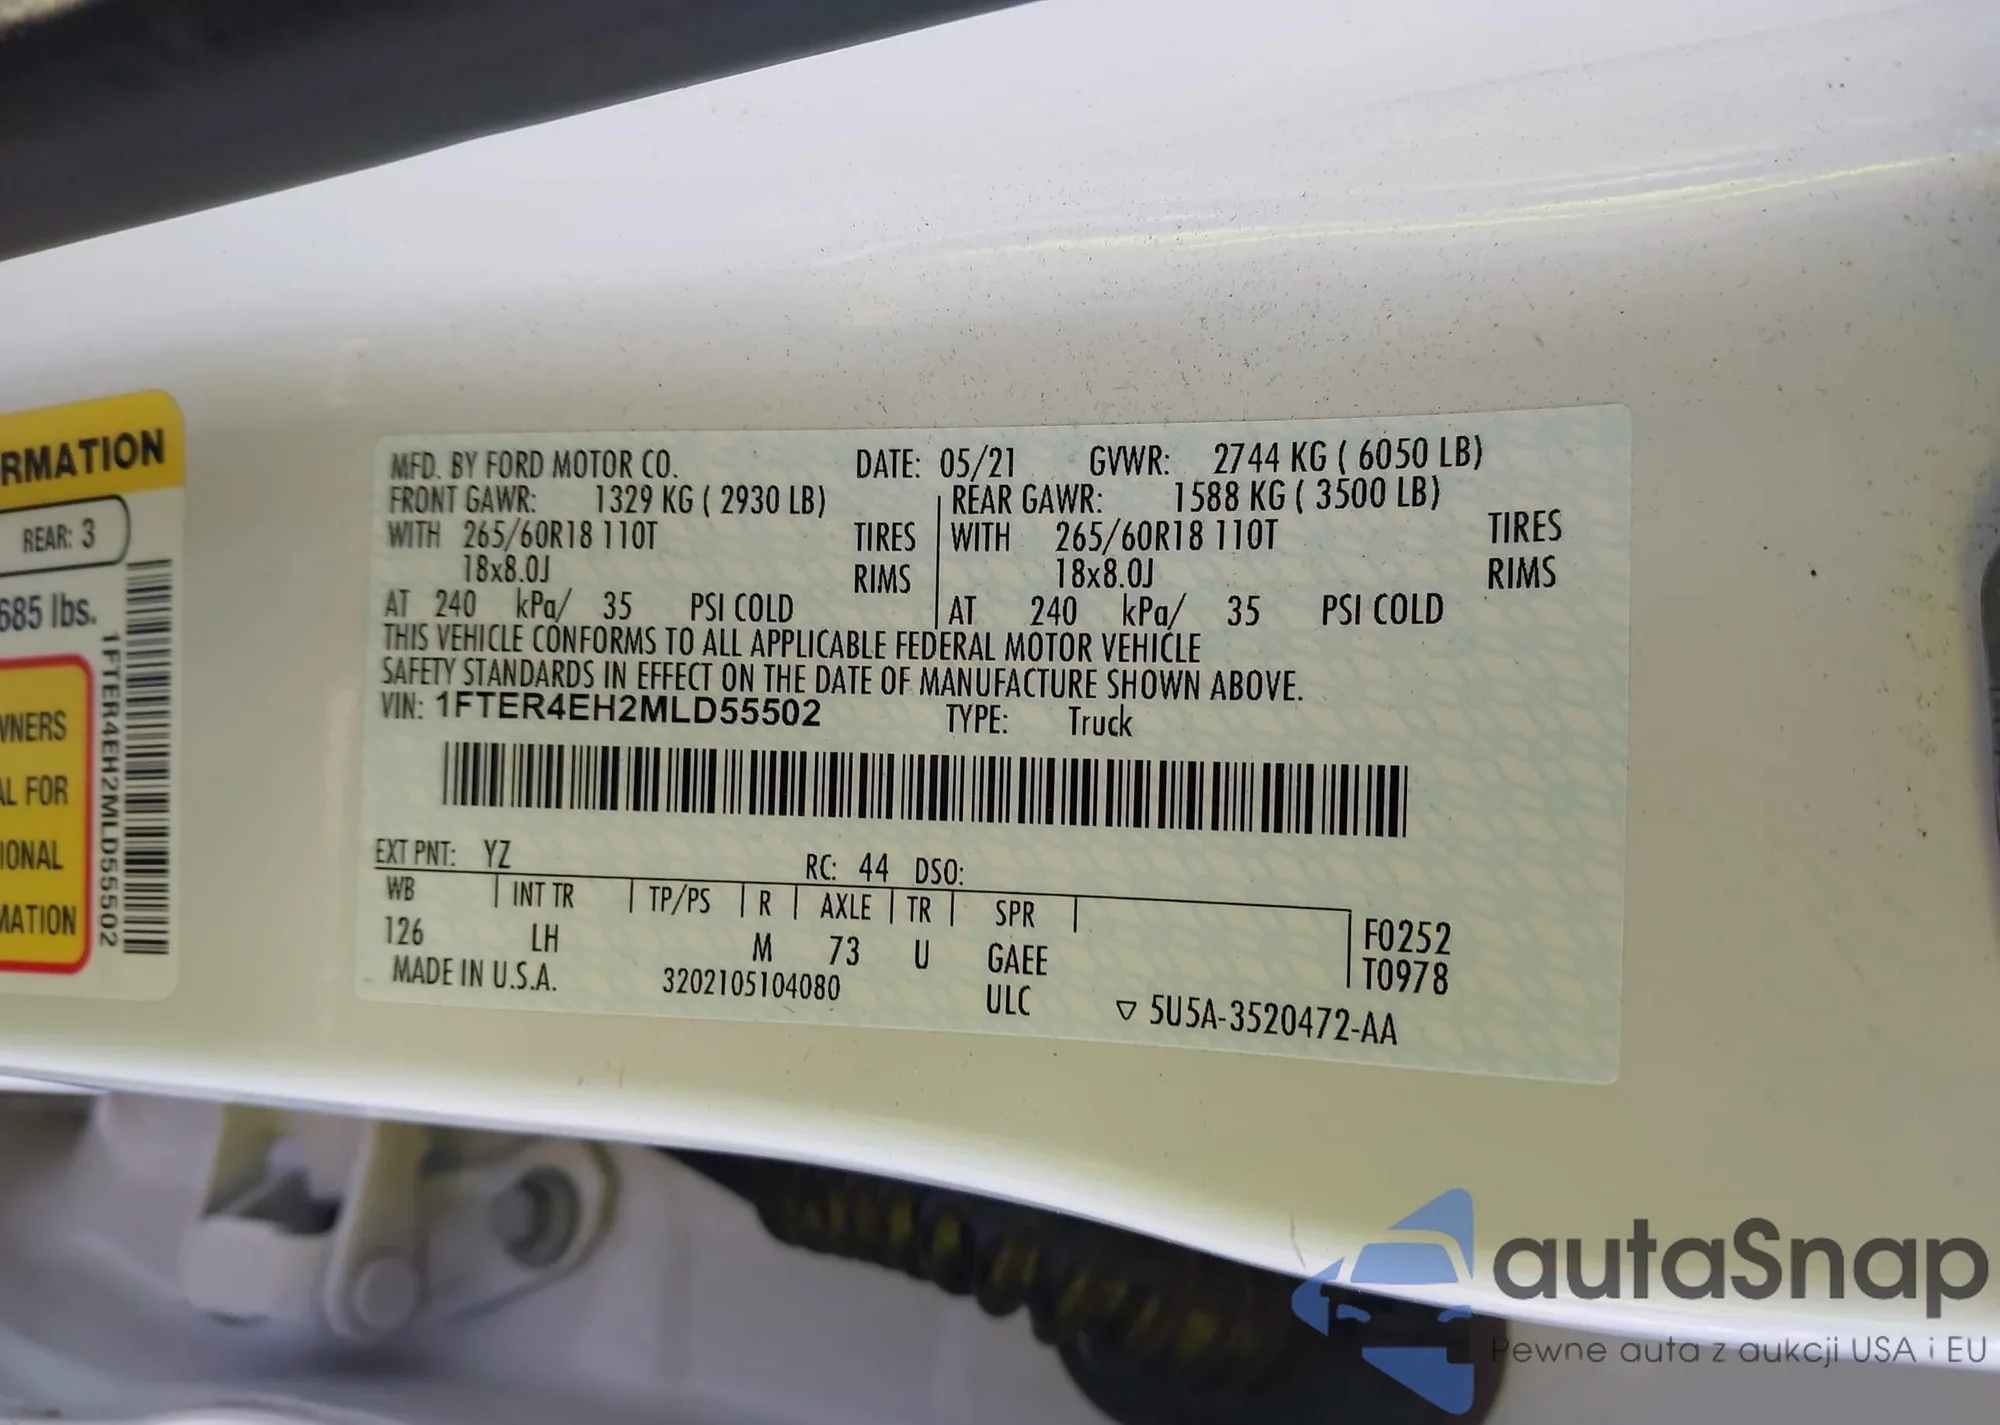 RMATION
REAR: 3
685 lbs.
WNERS
AL FOR
IONAL
MATION
1FTER4EH2MLD55502
MFD. BY FORD MOTOR CO. DATE: 05/21 GVWR: 2744 KG ( 6050 LB)
FRONT GAWR: 1329 KG ( 2930 LB) REAR GAWR: 1588 KG ( 3500 LB)
WITH 265/60R18 110T TIRES WITH 265/60R18 110T TIRES
18x8.0J RIMS 18x8.0J RIMS
AT 240 kPa/ 35 PSI COLD AT 240 kPa/ 35 PSI COLD
THIS VEHICLE CONFORMS TO ALL APPLICABLE FEDERAL MOTOR VEHICLE
SAFETY STANDARDS IN EFFECT ON THE DATE OF MANUFACTURE SHOWN ABOVE.
VIN: 1FTER4EH2MLD55502 TYPE: Truck
EXT PNT: YZ RC: 44 DSO:
WB INT TR TP/PS R AXLE TR SPR
126 LH M 73 U GAEE F0252
T0978
MADE IN U.S.A. 3202105104080 ULC ▽ 5U5A-3520472-AA
autaSnap
Pewne auta z aukcji USA i EU